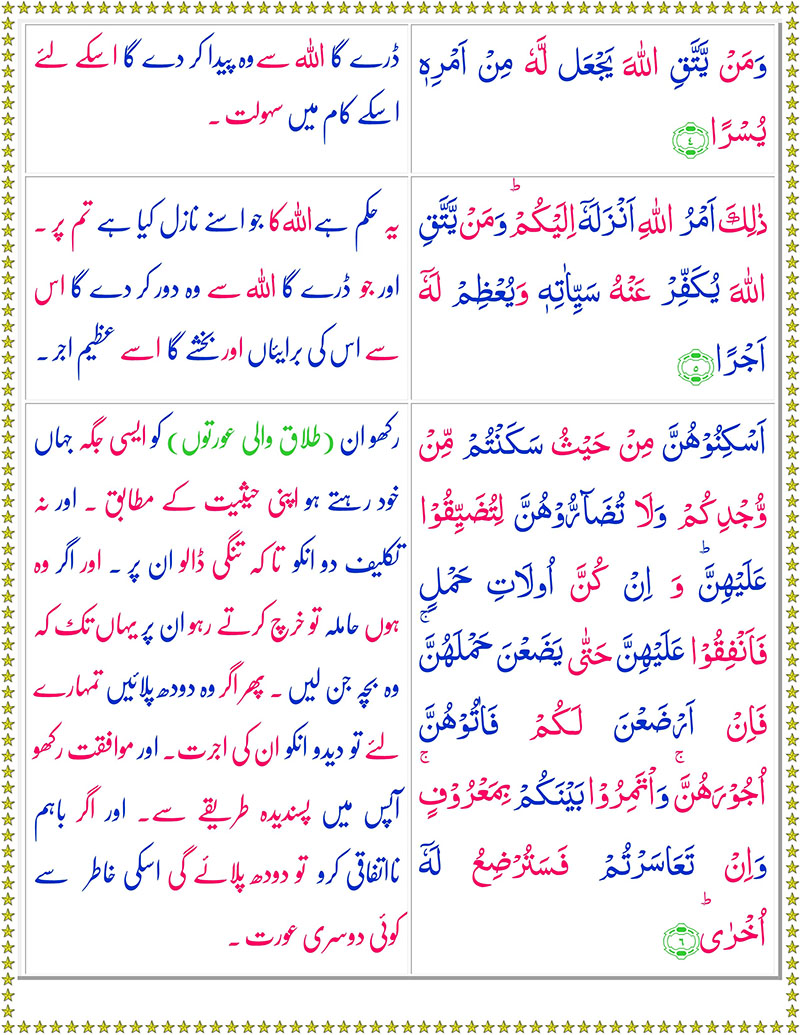 وَمَنْ يَّتَّقِ اللّٰهَ يَجْعَل لَّهٗ مِنْ اَمْرِهٖ
يُسْرًا ﴿٤﴾
ڈرے گا اللہ سے وہ پیدا کر دے گا اسکے لئے
اسکے کام میں سہولت ۔
ذٰلِكَ اَمْرُ اللّٰهِ اَنْزَلَهٗۤ اِلَيْكُمْ ؕ وَمَنْ يَّتَّقِ
اللّٰهَ يُكَفِّرْ عَنْهُ سَيِّاٰتِهٖ وَيُعْظِمْ لَهٗۤ
اَجْرًا ﴿٥﴾
یہ حکم ہے اللہ کا جو اسنے نازل کیا ہے تم پر ۔
اور جو ڈرے گا اللہ سے وہ دور کر دے گا اس
سے اس کی برایئاں اور بخشے گا اسے عظیم اجر ۔
اَسْكِنُوْهُنَّ مِنْ حَيْثُ سَكَنْتُمْ مِّنْ
وُّجْدِكُمْ وَلَا تُضَآرُّوْهُنَّ لِتُضَيِّقُوْا
عَلَيْهِنَّ ؕ وَ اِنْ كُنَّ اُولَاتِ حَمْلٍ
فَاَنْفِقُوْا عَلَيْهِنَّ حَتّٰى يَضَعْنَ حَمْلَهُنَّ ۚ
فَاِنْ اَرْضَعْنَ لَكُمْ فَاٰتُوْهُنَّ
اُجُوْرَهُنَّ ۚ وَاْتَمِرُوْا بَيْنَكُمْ بِمَعْرُوْفٍ ۚ
وَاِنْ تَعَاسَرْتُمْ فَسَتُرْضِعُ لَهٗۤ
اُخْرٰى ؕ ﴿٦﴾
رکھو ان (طلاق والی عورتوں) کو ایسی جگہ جہاں
خود رہتے ہو اپنی حیثیت کے مطابق ۔ اور نہ
تکلیف دو انکو تا کہ تنگی ڈالو ان پر ۔ اور اگر وہ
ہوں حاملہ تو خرچ کرتے رہو ان پر یہاں تک کہ
وہ بچہ جن لیں ۔ پھر اگر وہ دودھ پلائیں تمہارے
لئے تو دیدو انکو ان کی اجرت ۔ اور موافقت رکھو
آپس میں پسندیدہ طریقے سے ۔ اور اگر باہم
نااتفاقی کرو تو دودھ پلائے گی اسکی خاطر سے
کوئی دوسری عورت ۔